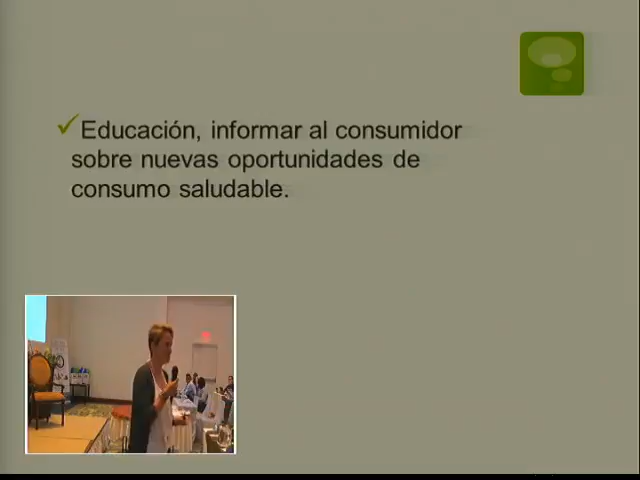 Educación, informar al consumidor
sobre nuevas oportunidades de
consumo saludable.